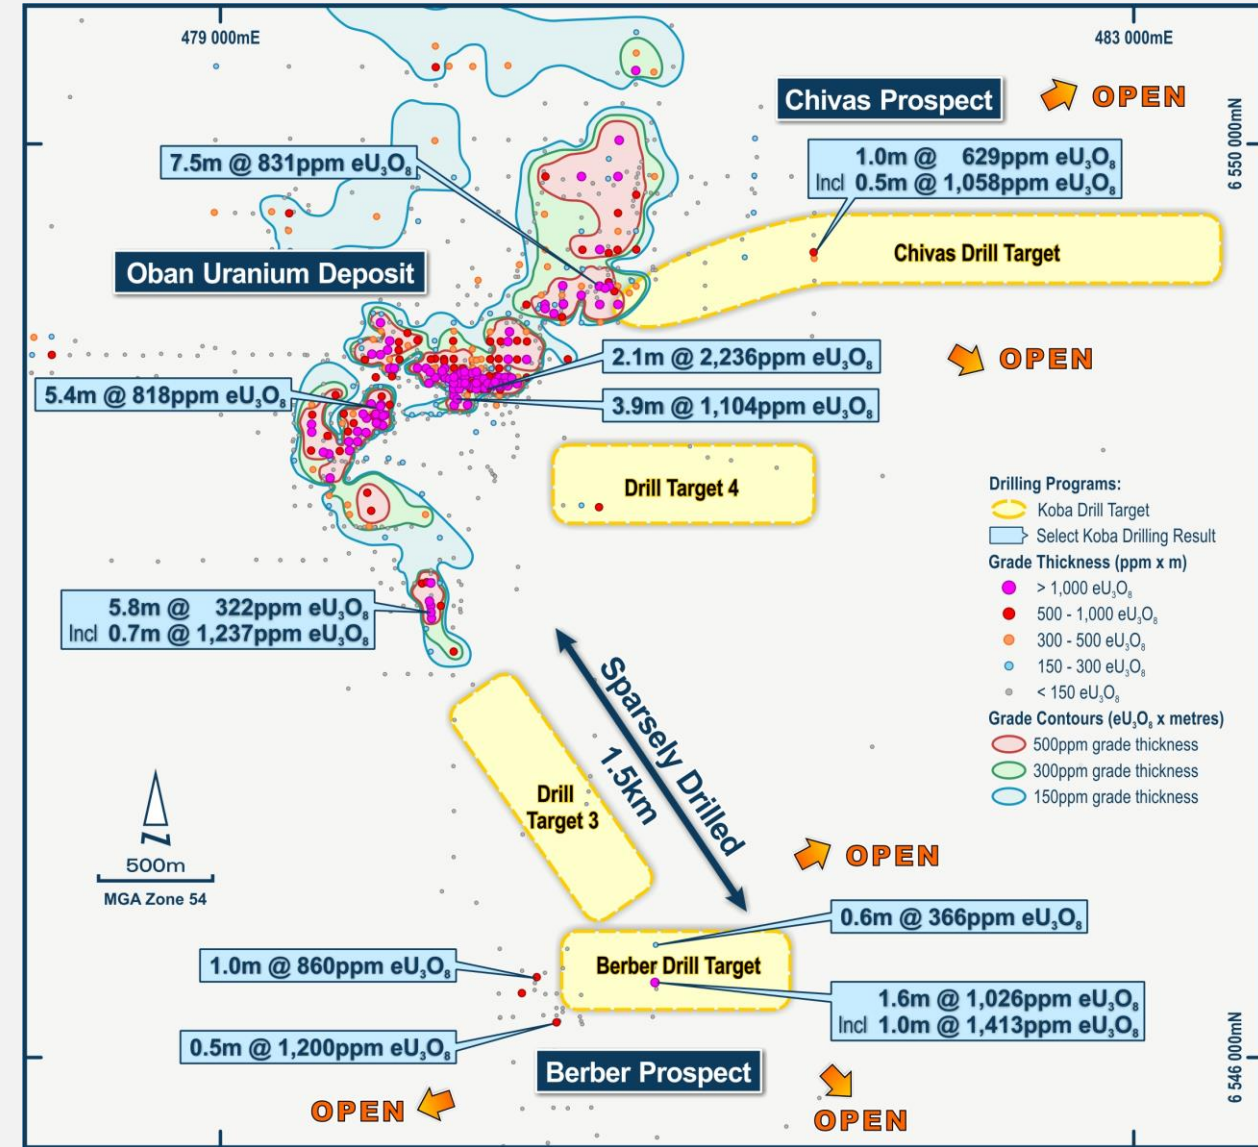 479 000mE
483 000mE
6 550 000mN
6 546 000mN
Chivas Prospect
OPEN
7.5m @ 831ppm eU₃O₈
1.0m @ 629ppm eU₃O₈
Incl 0.5m @ 1,058ppm eU₃O₈
Chivas Drill Target
Oban Uranium Deposit
2.1m @ 2,236ppm eU₃O₈
OPEN
5.4m @ 818ppm eU₃O₈
3.9m @ 1,104ppm eU₃O₈
Drill Target 4
Drilling Programs:
Koba Drill Target
Select Koba Drilling Result
Grade Thickness (ppm x m)
> 1,000 eU₃O₈
500 - 1,000 eU₃O₈
300 - 500 eU₃O₈
150 - 300 eU₃O₈
< 150 eU₃O₈
Grade Contours (eU₃O₈ x metres)
500ppm grade thickness
300ppm grade thickness
150ppm grade thickness
5.8m @ 322ppm eU₃O₈
Incl 0.7m @ 1,237ppm eU₃O₈
Sparsely Drilled
1.5km
Drill
Target 3
N
500m
MGA Zone 54
OPEN
0.6m @ 366ppm eU₃O₈
1.0m @ 860ppm eU₃O₈
Berber Drill Target
1.6m @ 1,026ppm eU₃O₈
Incl 1.0m @ 1,413ppm eU₃O₈
0.5m @ 1,200ppm eU₃O₈
Berber Prospect
OPEN
OPEN